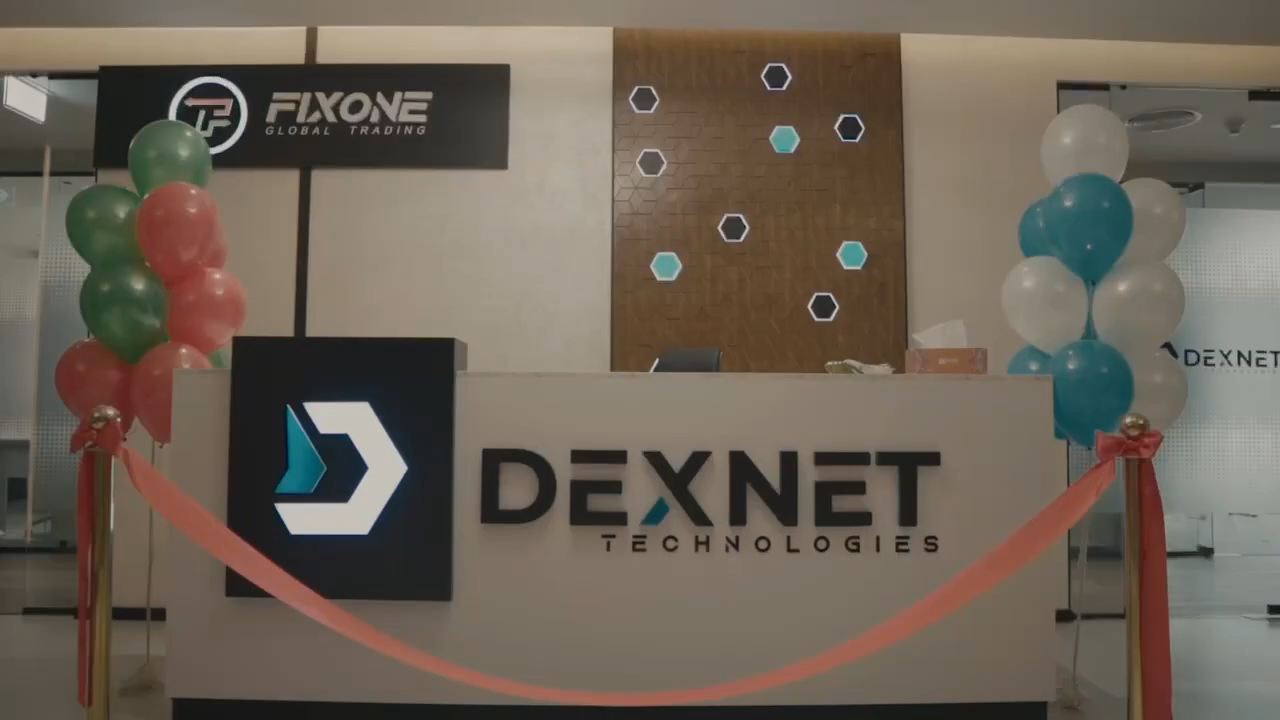 FIXONE
GLOBAL TRADING
DEXNET
TECHNOLOGIES
DEXNET